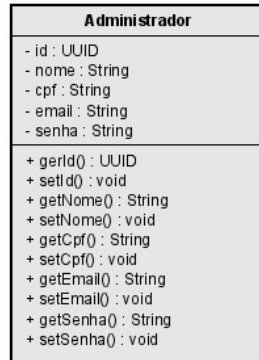 Administrador
- id : UUID
- nome : String
- cpf : String
- email : String
- senha : String
+ gerId() : UUID
+ setId() : void
+ getNome() : String
+ setNome() : void
+ getCpf() : String
+ setCpf() : void
+ getEmail() : String
+ setEmail() : void
+ getSenha() : String
+ setSenha() : void